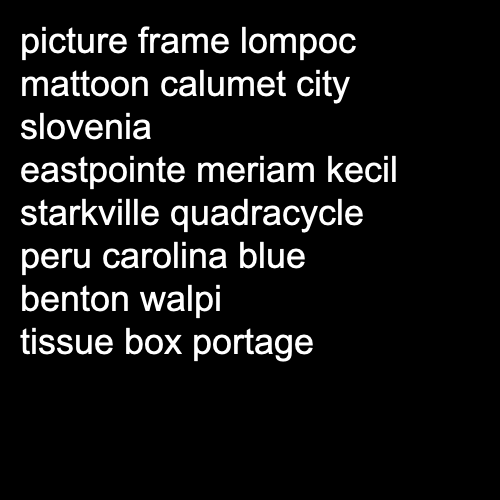 picture frame lompoc
mattoon calumet city
slovenia
eastpointe meriam kecil
starkville quadracycle
peru carolina blue
benton walpi
tissue box portage